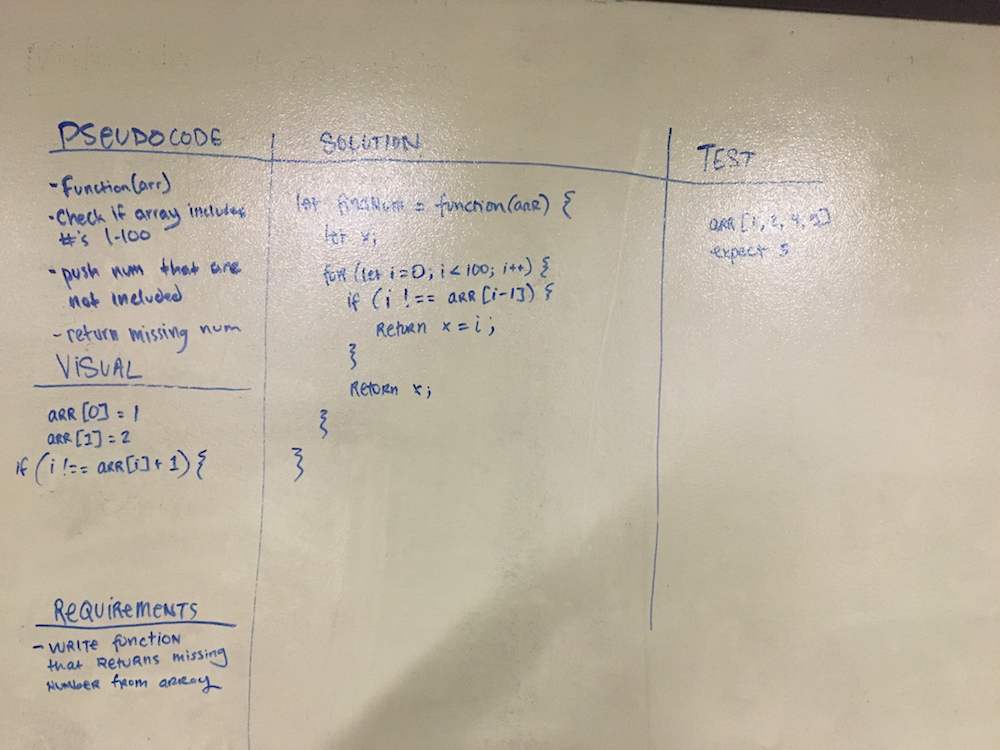 PSEUDOCODE
-Function(arr)
-Check if array includes
#'s 1-100
-push num that are
not included
-return missing num
VISUAL
ARR [0] = 1
ARR [1] = 2
if (i !== ARR[i] + 1) {
REQUIREMENTS
- WRITE function
that RETURNS missing
NUMBER from ARRAY
SOLUTION
let findNum = function(arr) {
let x;
for (let i=0; i < 100; i++) {
if (i !== ARR [i-1]) {
RETURN x = i ;
}
RETURN x;
}
}
TEST
ARR [1, 2, 4, 5]
expect 3